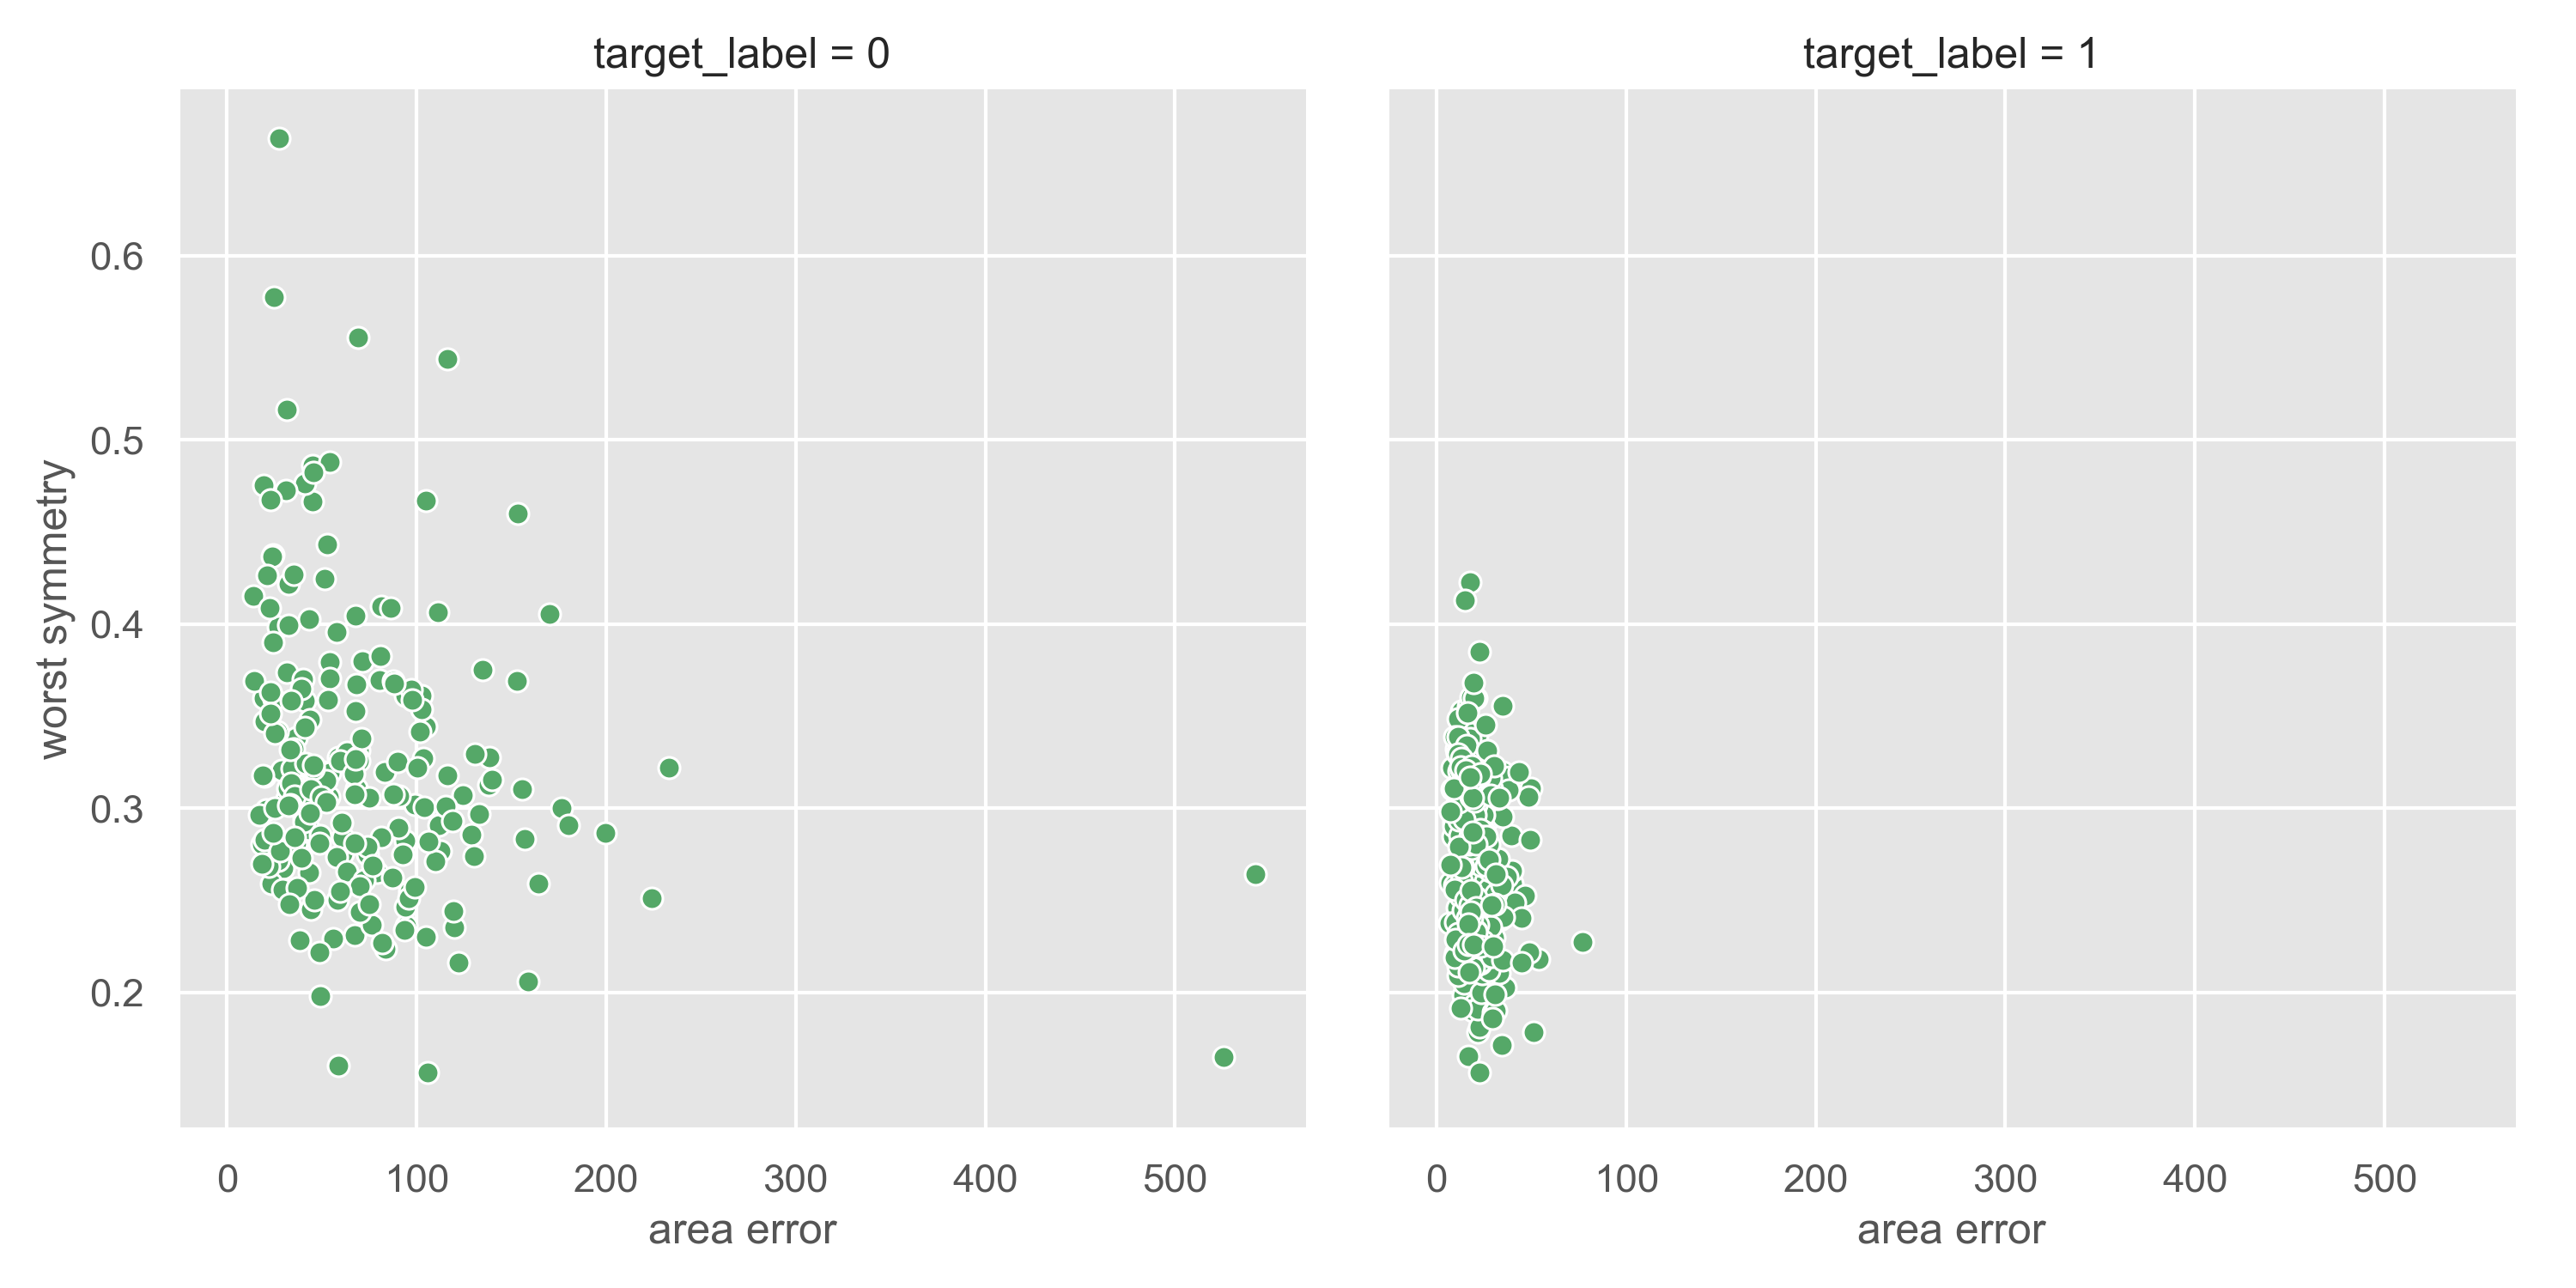 target_label = 0
target_label = 1
worst symmetry
0.6
0.5
0.4
0.3
0.2
0 100 200 300 400 500
0 100 200 300 400 500
area error
area error